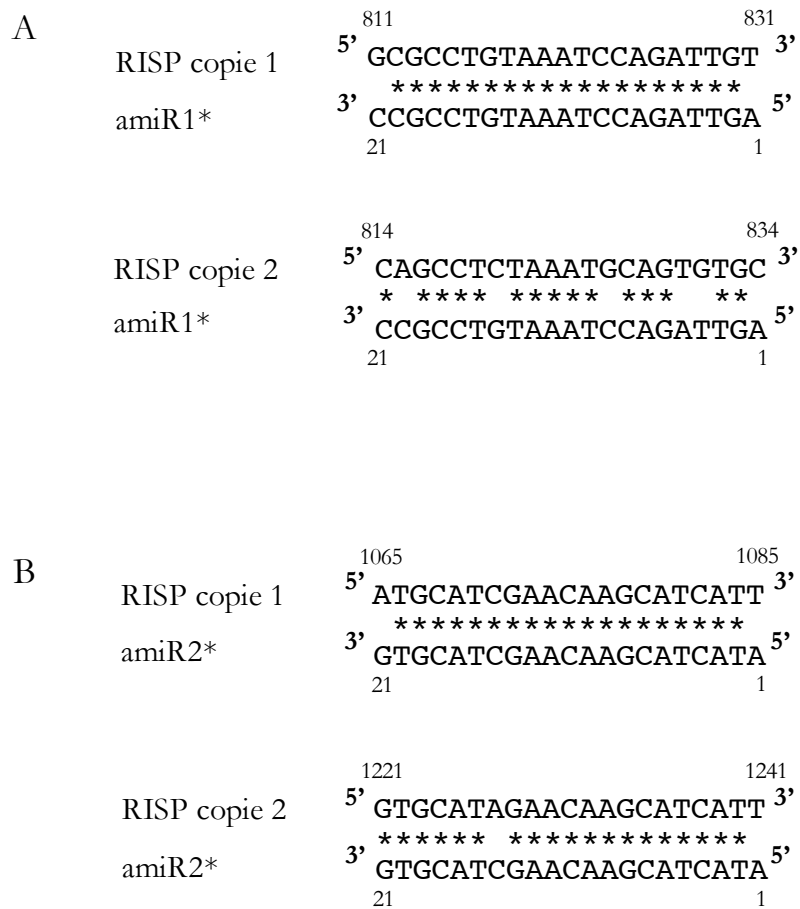 A
811 831
RISP copie 1 5’ GCGCCTGTAAATCCAGATTGT 3’
*******************
amiR1* 3’ CCGCCTGTAAATCCAGATTGA 5’
21 1
814 834
RISP copie 2 5’ CAGCCTCTAAATGCAGTGTGC 3’
* **** ***** *** **
amiR1* 3’ CCGCCTGTAAATCCAGATTGA 5’
21 1
B
1065 1085
RISP copie 1 5’ ATGCATCGAACAAGCATCATT 3’
*******************
amiR2* 3’ GTGCATCGAACAAGCATCATA 5’
21 1
1221 1241
RISP copie 2 5’ GTGCATAGAACAAGCATCATT 3’
****** *************
amiR2* 3’ GTGCATCGAACAAGCATCATA 5’
21 1